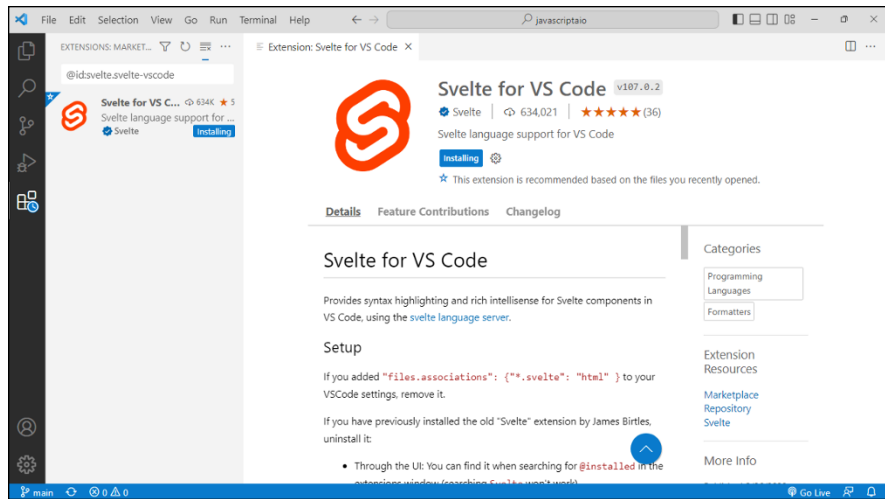 File Edit Selection View Go Run Terminal Help
javascriptaio
EXTENSIONS: MARKET...
@id:svelte.svelte-vscode
Svelte for VS C... 634K ★ 5
Svelte language support for ...
Svelte Installing
Extension: Svelte for VS Code
Svelte for VS Code v107.0.2
Svelte | 634,021 | ★★★★★(36)
Svelte language support for VS Code
Installing
This extension is recommended based on the files you recently opened.
Details Feature Contributions Changelog
Svelte for VS Code
Provides syntax highlighting and rich intellisense for Svelte components in
VS Code, using the svelte language server.
Setup
If you added "files.associations": {"*.svelte": "html" } to your
VSCode settings, remove it.
If you have previously installed the old "Svelte" extension by James Birtles,
uninstall it:
• Through the UI: You can find it when searching for @installed in the
extensions window (searching Svelte won't work)
Categories
Programming
Languages
Formatters
Extension
Resources
Marketplace
Repository
Svelte
More Info
main 0 0 Go Live